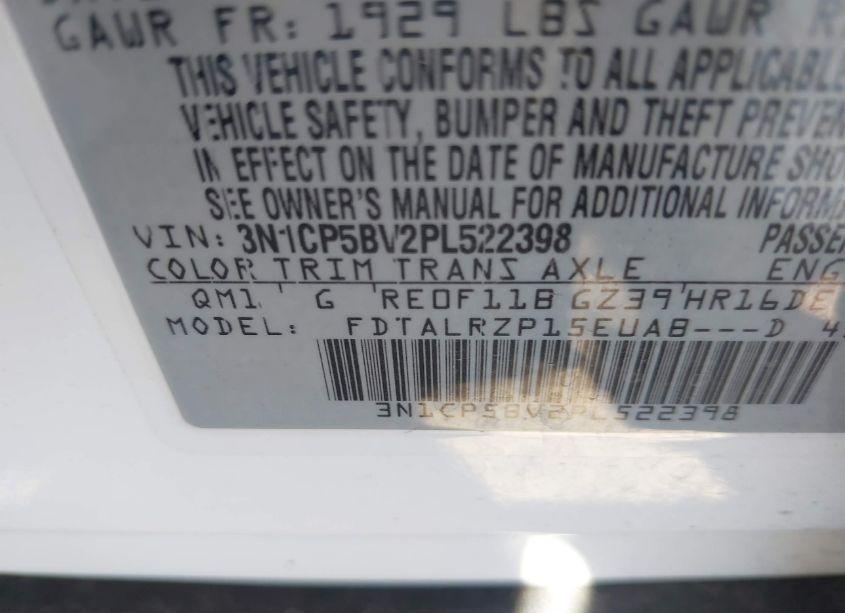 GAWR FR: 1929 LBS GAWR
THIS VEHICLE CONFORMS TO ALL APPLICABLE
VEHICLE SAFETY, BUMPER AND THEFT PREVEN
IN EFFECT ON THE DATE OF MANUFACTURE SHO
SEE OWNER'S MANUAL FOR ADDITIONAL INFORM
VIN: 3N1CP5BV2PL522398 PASSEN
COLOR TRIM TRANS AXLE ENG
QM1 G RE0F11B GZ39 HR16DE
MODEL: FDTALRZP15EUAB---D
3N1CP5BV2PL522398